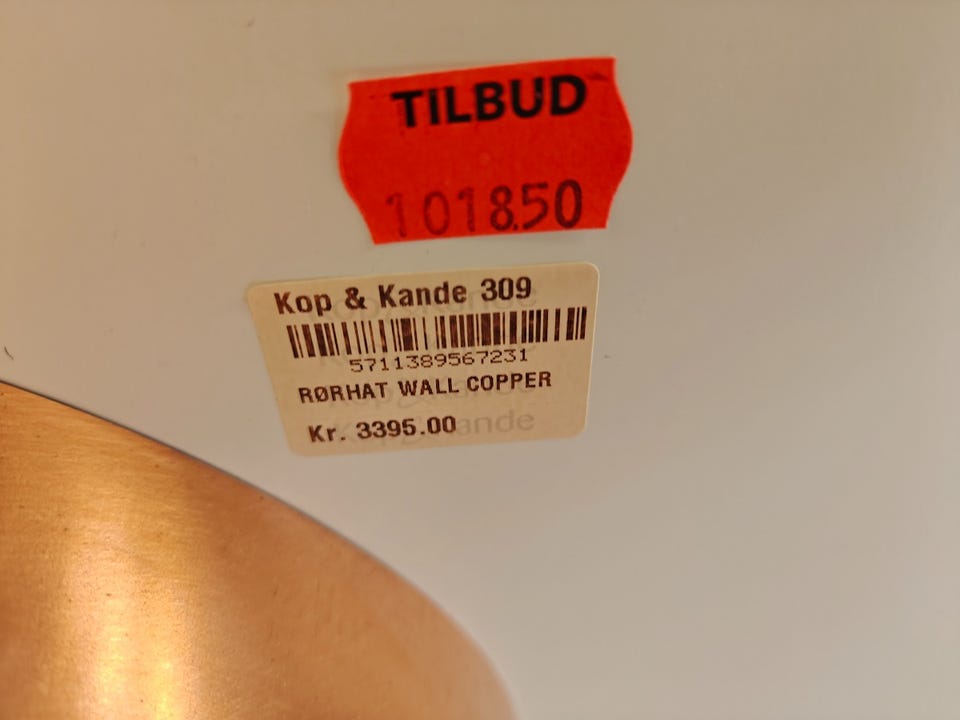 TILBUD
1018.50
Kop & Kande 309
5711389567231
RØRHAT WALL COPPER
Kr. 3395.00